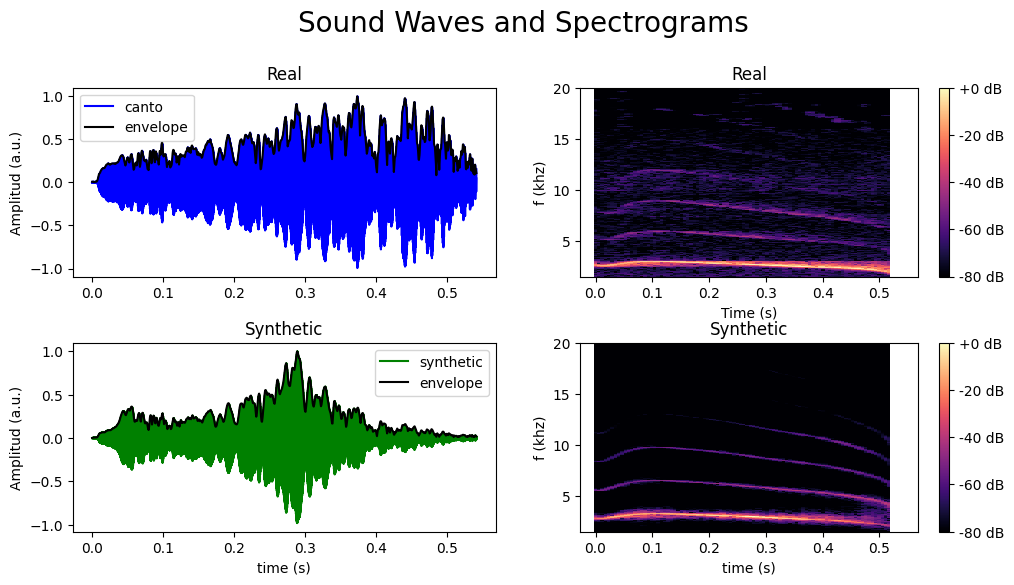 Sound Waves and Spectrograms
Real
canto
envelope
Amplitud (a.u.)
1.0
0.5
0.0
−0.5
−1.0
0.0 0.1 0.2 0.3 0.4 0.5
Real
f (khz)
20
15
10
5
0.0 0.1 0.2 0.3 0.4 0.5
Time (s)
+0 dB
-20 dB
-40 dB
-60 dB
-80 dB
Synthetic
synthetic
envelope
Amplitud (a.u.)
1.0
0.5
0.0
−0.5
−1.0
0.0 0.1 0.2 0.3 0.4 0.5
time (s)
Synthetic
f (khz)
20
15
10
5
0.0 0.1 0.2 0.3 0.4 0.5
time (s)
+0 dB
-20 dB
-40 dB
-60 dB
-80 dB